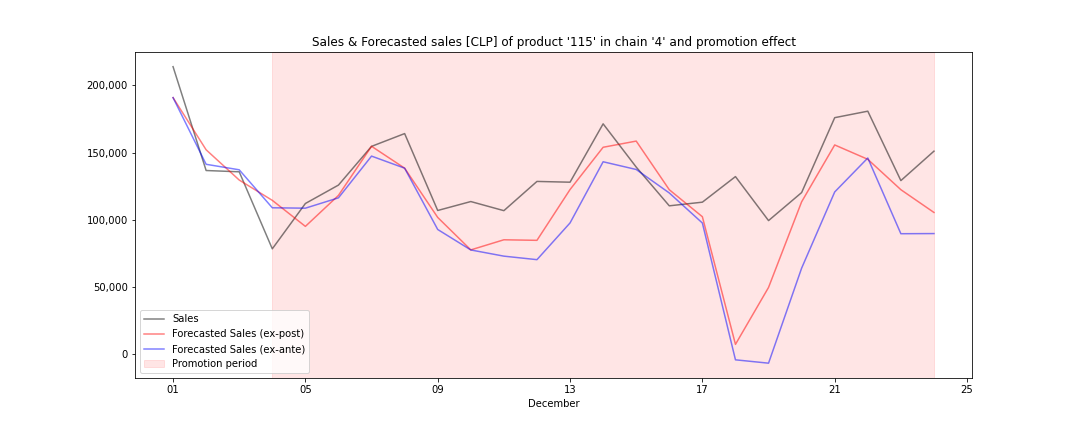 Sales & Forecasted sales [CLP] of product '115' in chain '4' and promotion effect
200,000
150,000
100,000
50,000
0
Sales
Forecasted Sales (ex-post)
Forecasted Sales (ex-ante)
Promotion period
01 05 09 13 17 21 25
December